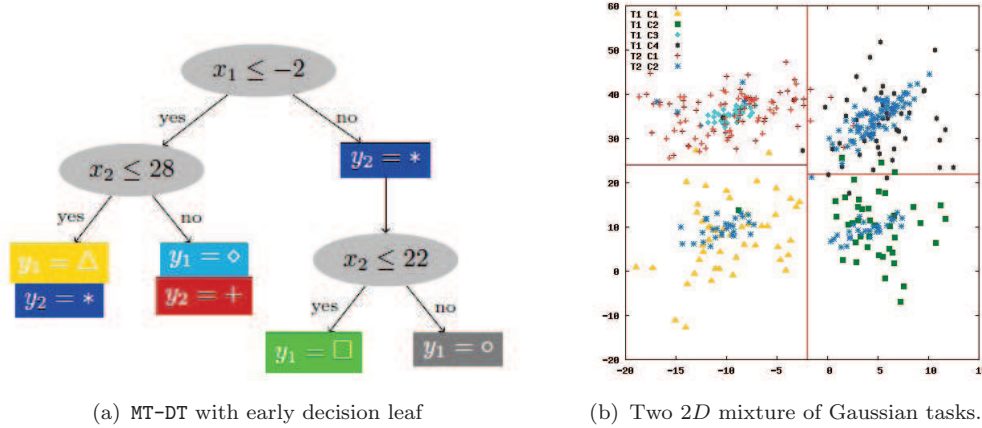 x₁ ≤ −2
yes
no
x₂ ≤ 28
y₂ = *
yes
no
y₁ = △
y₂ = *
y₁ = ◇
y₂ = +
x₂ ≤ 22
yes
no
y₁ = □
y₁ = ○
(a) MT-DT with early decision leaf
60
50
40
30
20
10
0
-10
-20
T1 C1
T1 C2
T1 C3
T1 C4
T2 C1
T2 C2
-20 -15 -10 -5 0 5 10 15
(b) Two 2D mixture of Gaussian tasks.